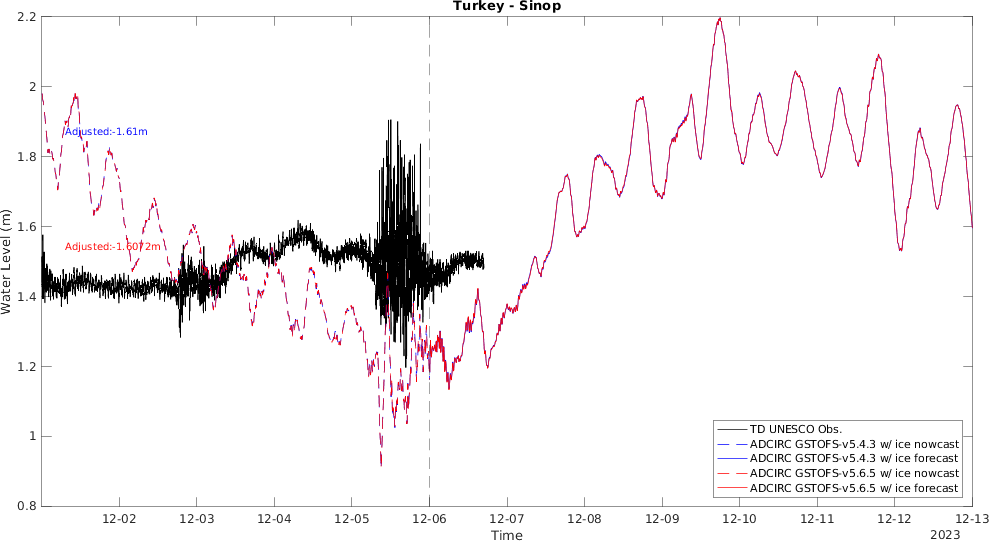 Turkey - Sinop
2.2
2
1.8
1.6
1.4
1.2
1
0.8
Water Level (m)
Adjusted:-1.61m
Adjusted:-1.6072m
TD UNESCO Obs.
ADCIRC GSTOFS-v5.4.3 w/ ice nowcast
ADCIRC GSTOFS-v5.4.3 w/ ice forecast
ADCIRC GSTOFS-v5.6.5 w/ ice nowcast
ADCIRC GSTOFS-v5.6.5 w/ ice forecast
12-02 12-03 12-04 12-05 12-06 12-07 12-08 12-09 12-10 12-11 12-12 12-13
Time
2023